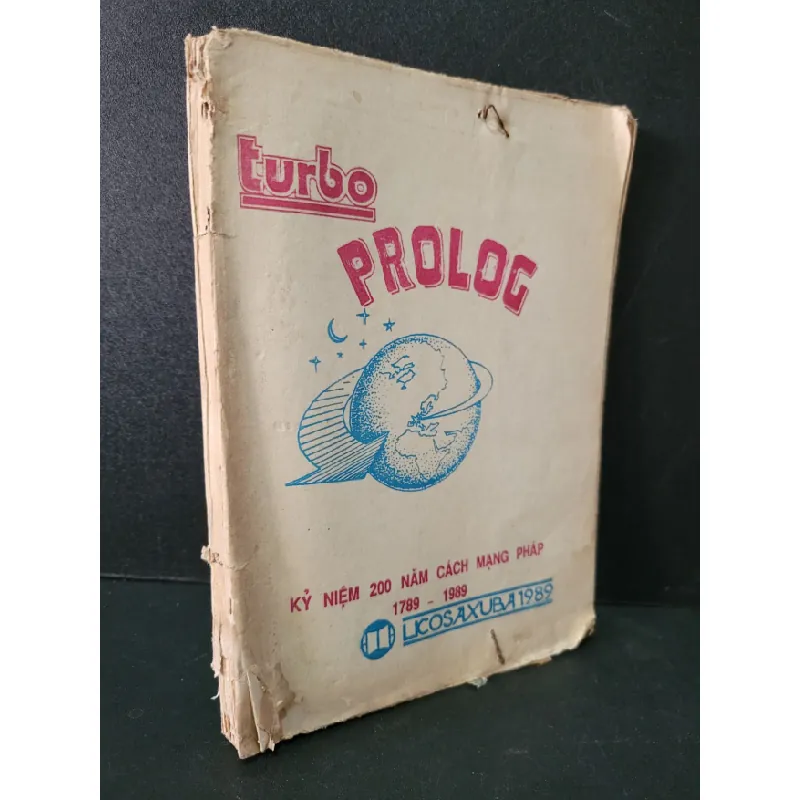 turbo
PROLOG
KỶ NIỆM 200 NĂM CÁCH MẠNG PHÁP
1789 - 1989
LICOSAXUBA 1989